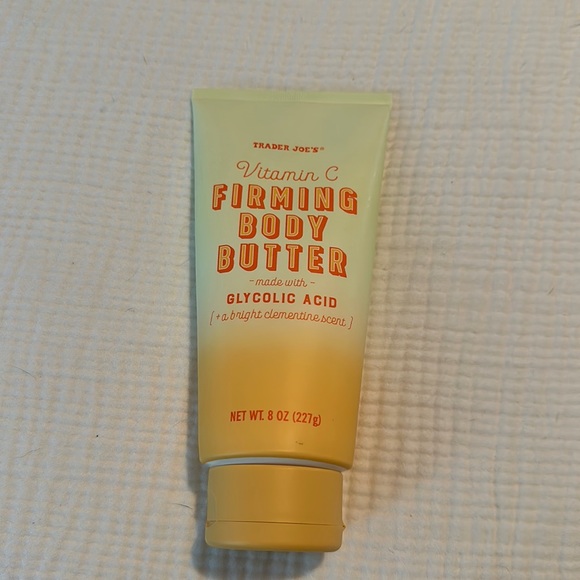 TRADER JOE'S®
Vitamin C
FIRMING
BODY
BUTTER
- made with -
GLYCOLIC ACID
[ + a bright clementine scent ]
NET WT. 8 OZ (227g)